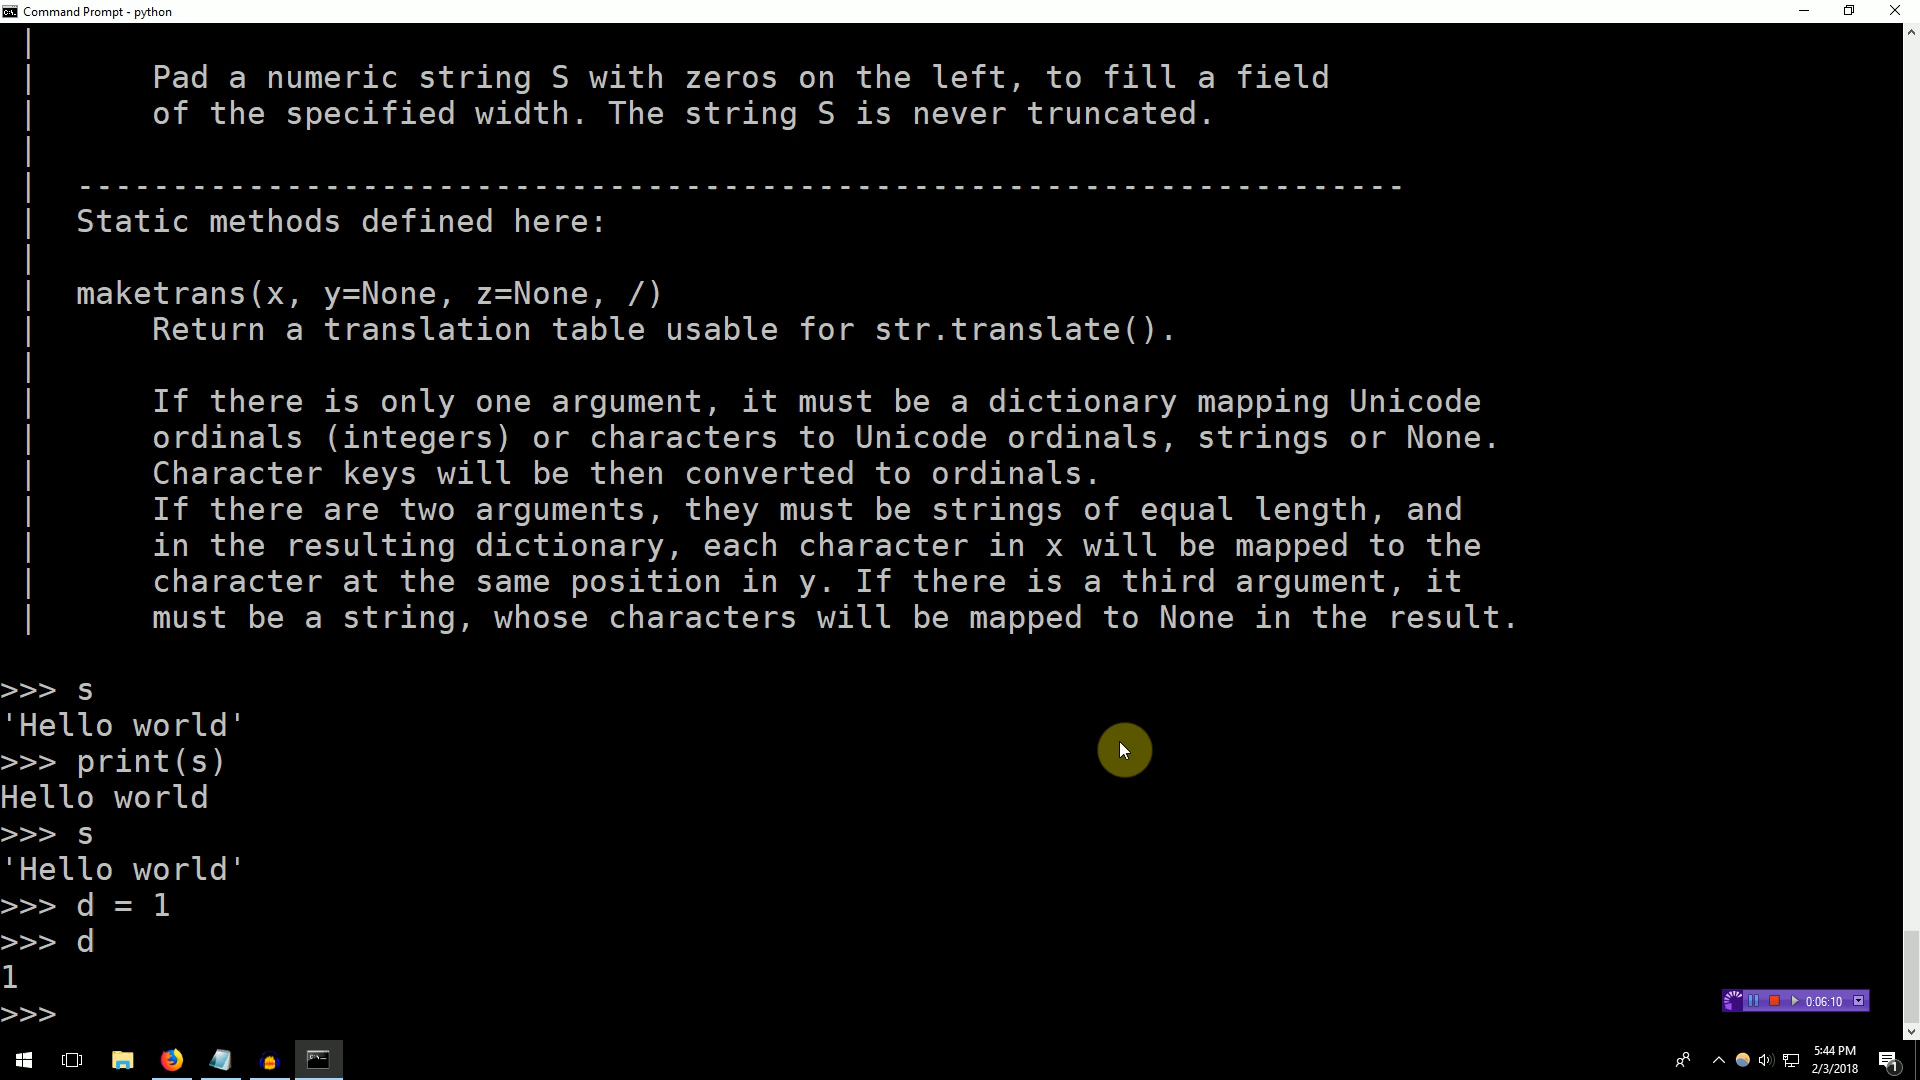 Command Prompt - python
|
| Pad a numeric string S with zeros on the left, to fill a field
| of the specified width. The string S is never truncated.
|
| ----------------------------------------------------------------------
| Static methods defined here:
|
| maketrans(x, y=None, z=None, /)
| Return a translation table usable for str.translate().
|
| If there is only one argument, it must be a dictionary mapping Unicode
| ordinals (integers) or characters to Unicode ordinals, strings or None.
| Character keys will be then converted to ordinals.
| If there are two arguments, they must be strings of equal length, and
| in the resulting dictionary, each character in x will be mapped to the
| character at the same position in y. If there is a third argument, it
| must be a string, whose characters will be mapped to None in the result.
>>> s
'Hello world'
>>> print(s)
Hello world
>>> s
'Hello world'
>>> d = 1
>>> d
1
>>>
0:06:10
5:44 PM
2/3/2018
1